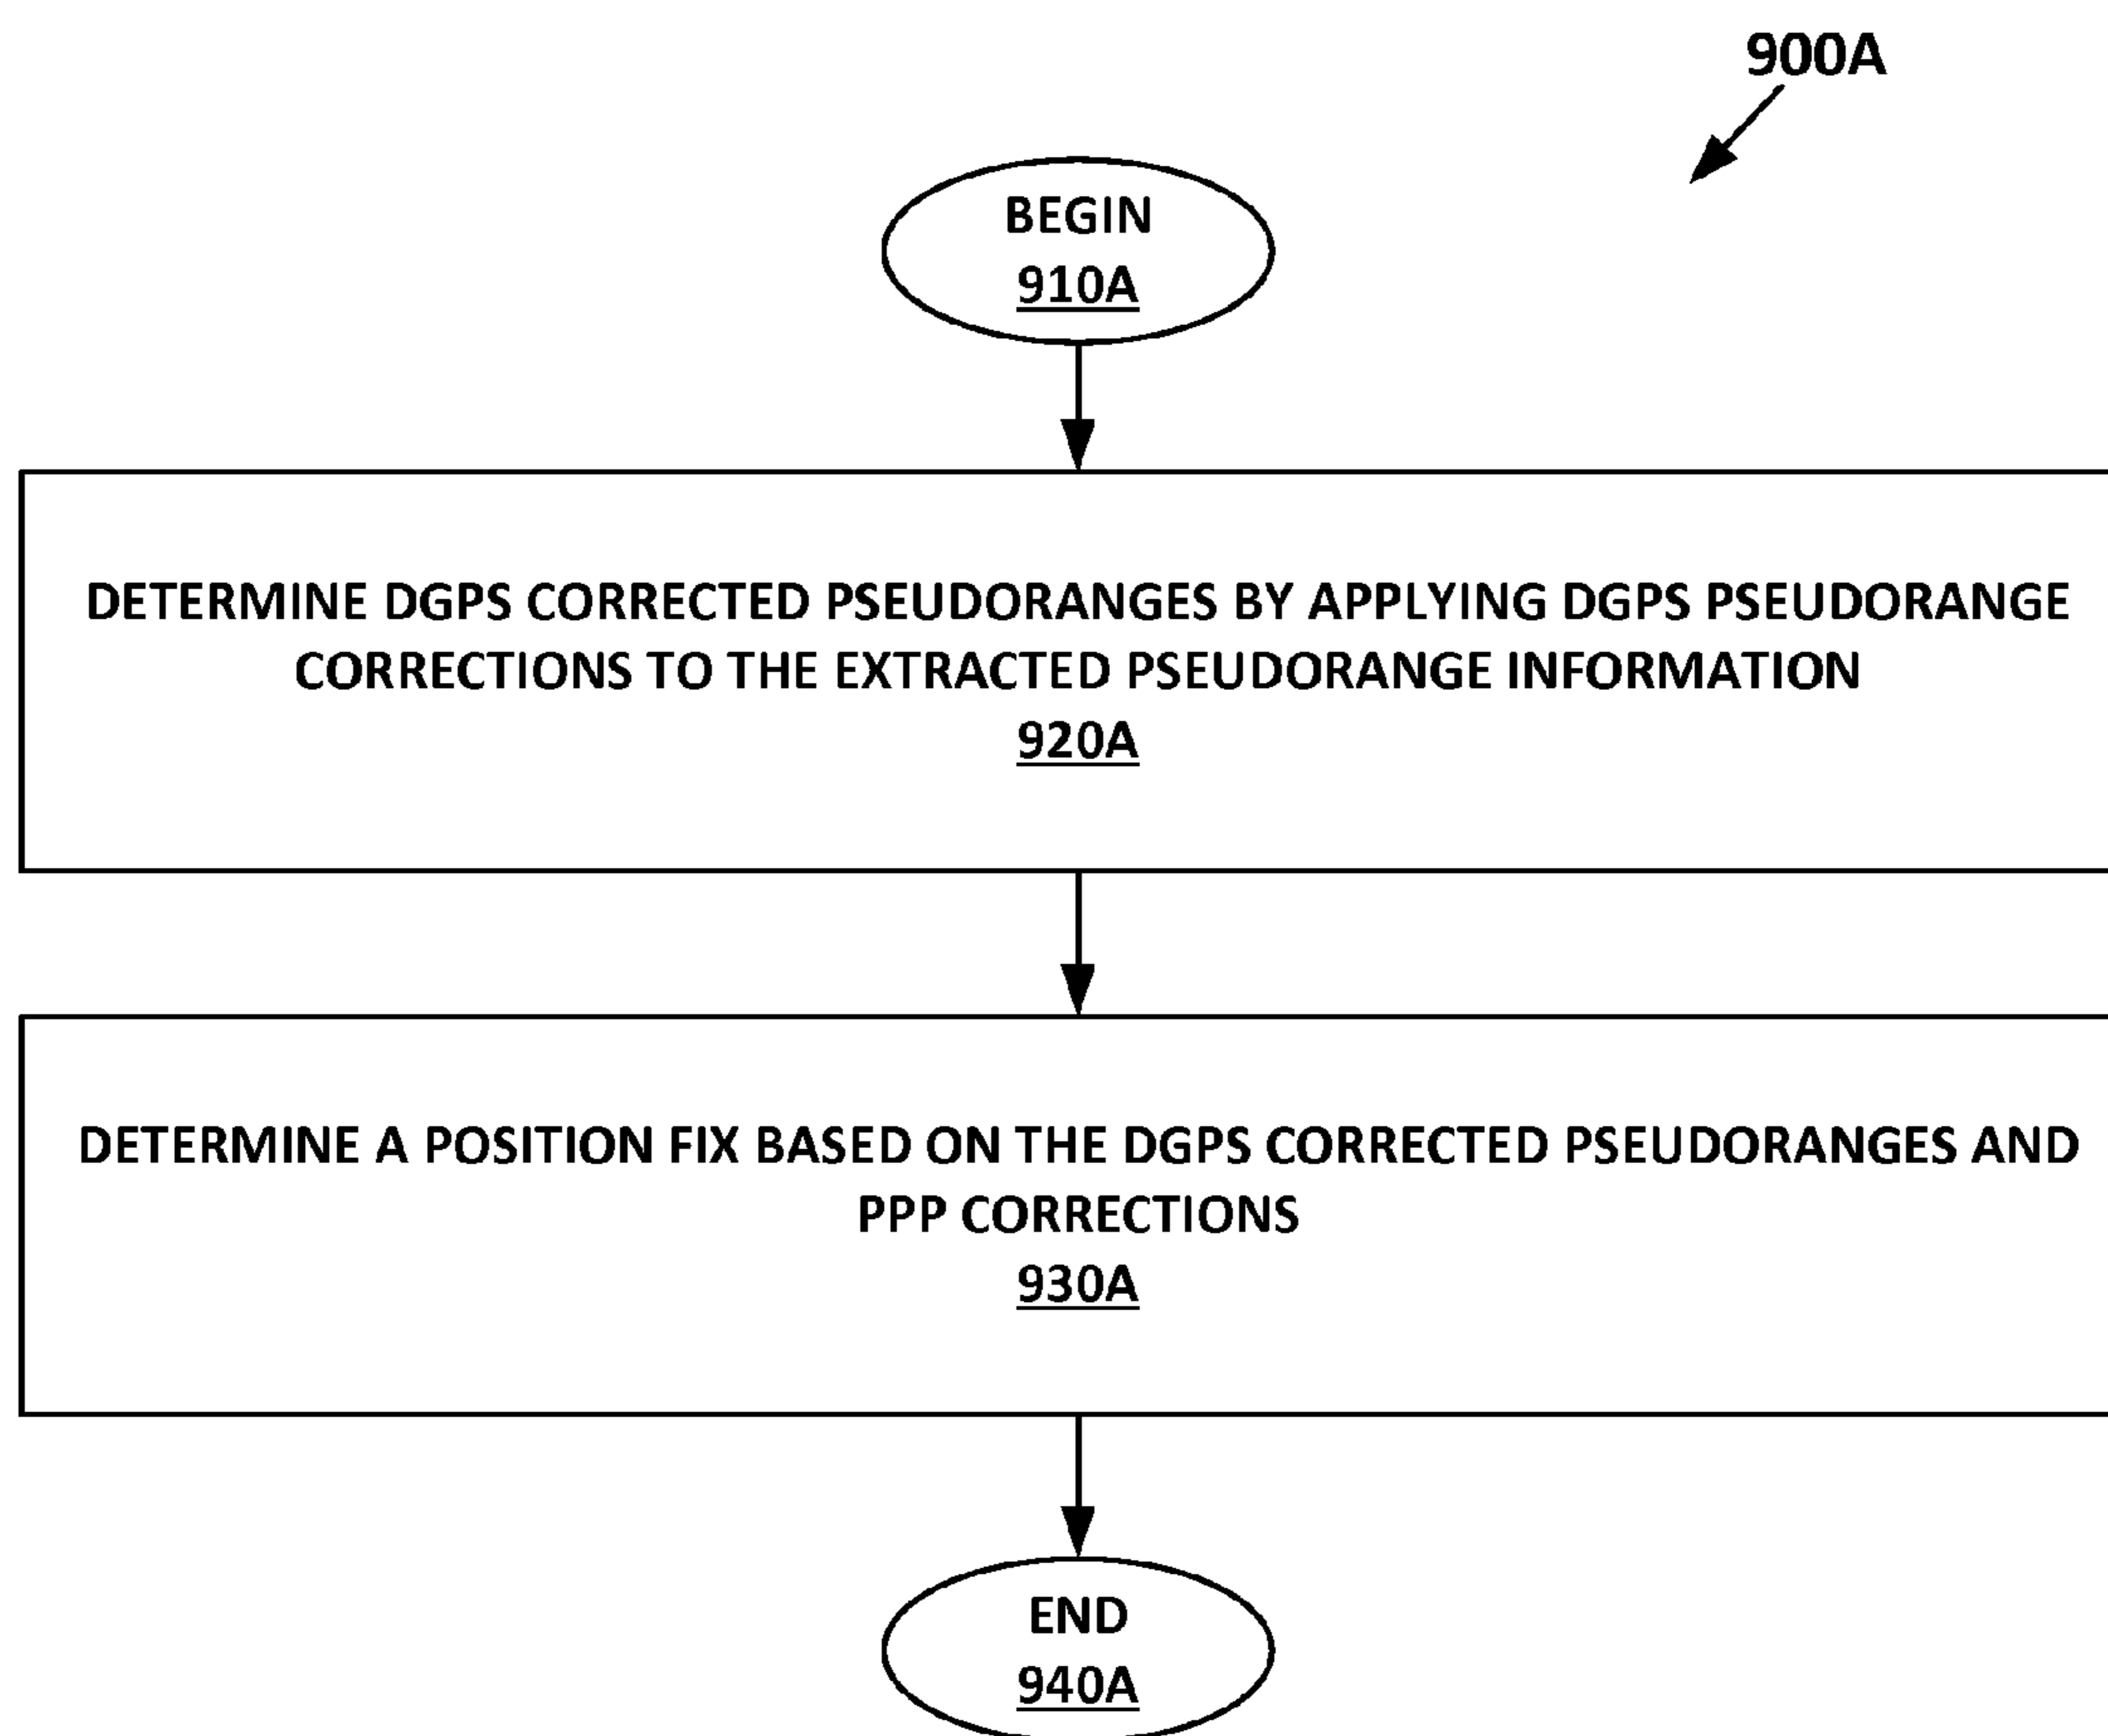 900A
BEGIN
910A
DETERMINE DGPS CORRECTED PSEUDORANGES BY APPLYING DGPS PSEUDORANGE
CORRECTIONS TO THE EXTRACTED PSEUDORANGE INFORMATION
920A
DETERMINE A POSITION FIX BASED ON THE DGPS CORRECTED PSEUDORANGES AND
PPP CORRECTIONS
930A
END
940A